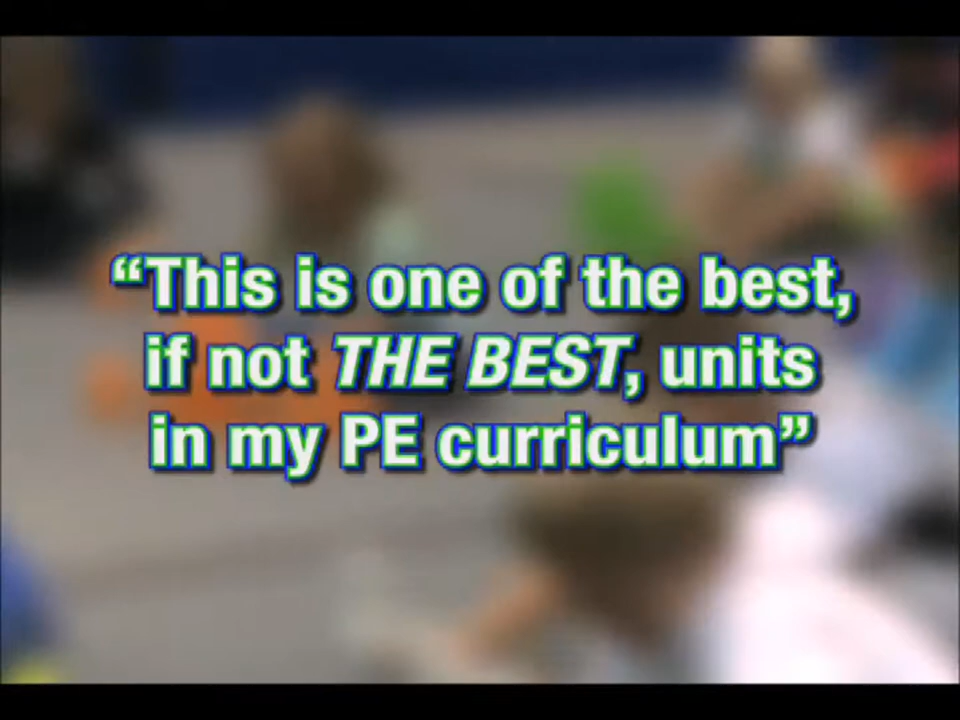 “This is one of the best,
if not THE BEST, units
in my PE curriculum”